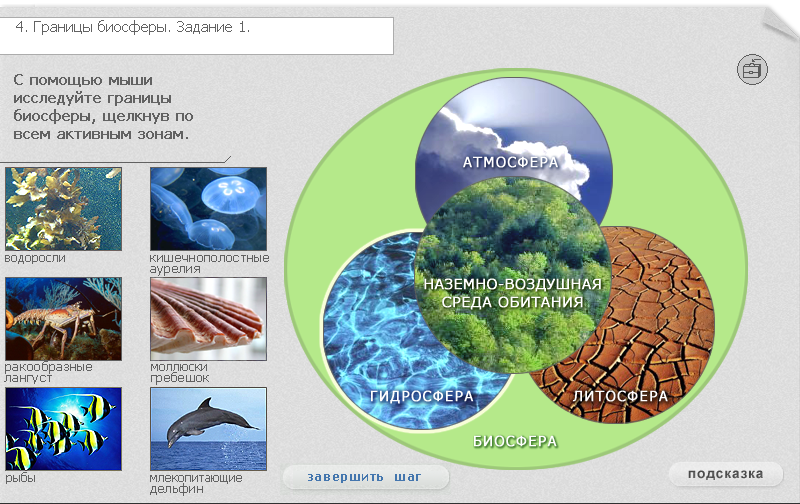 4. Границы биосферы. Задание 1.
С помощью мыши
исследуйте границы
биосферы, щелкнув по
всем активным зонам.
водоросли
кишечнополостные
аурелия
ракообразные
лангуст
моллюски
гребешок
рыбы
млекопитающие
дельфин
АТМОСФЕРА
НАЗЕМНО-ВОЗДУШНАЯ
СРЕДА ОБИТАНИЯ
ГИДРОСФЕРА
ЛИТОСФЕРА
БИОСФЕРА
завершить шаг
подсказка